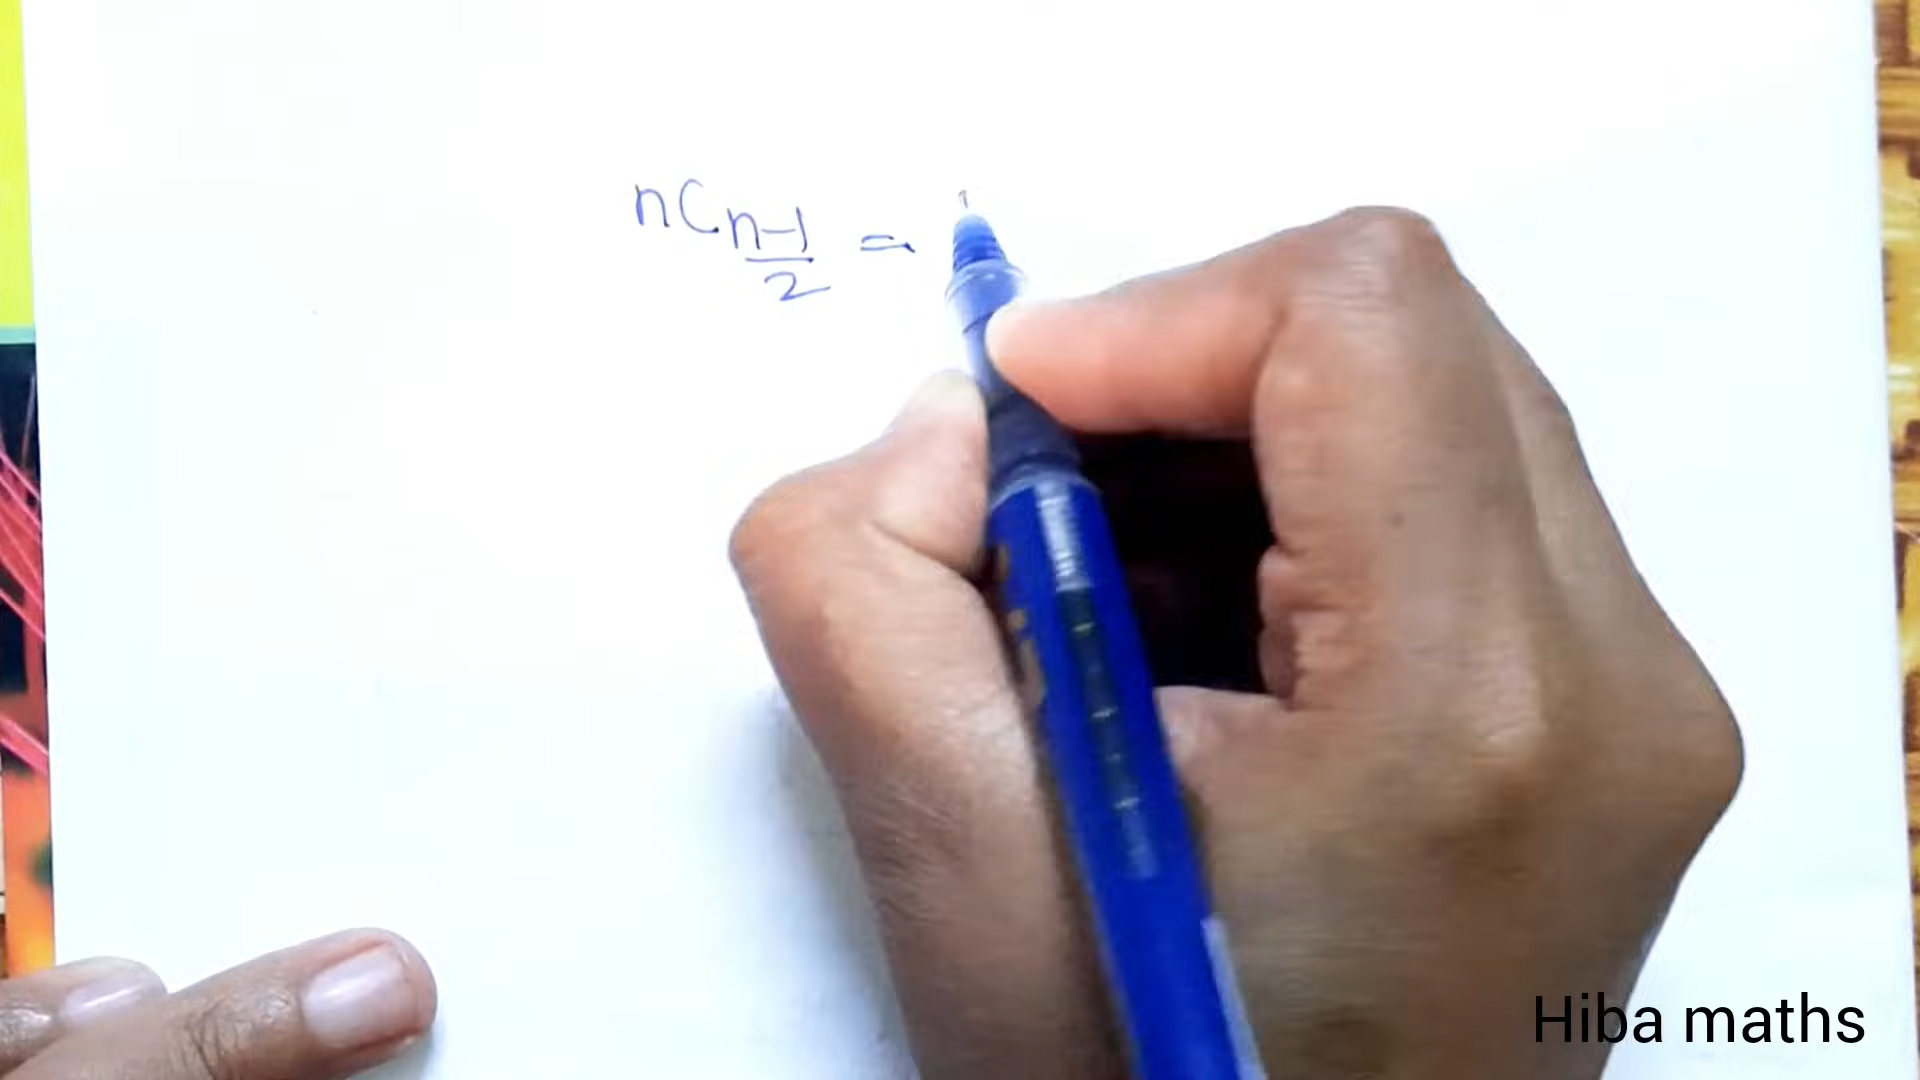 nC n-1/2 =
Hiba maths